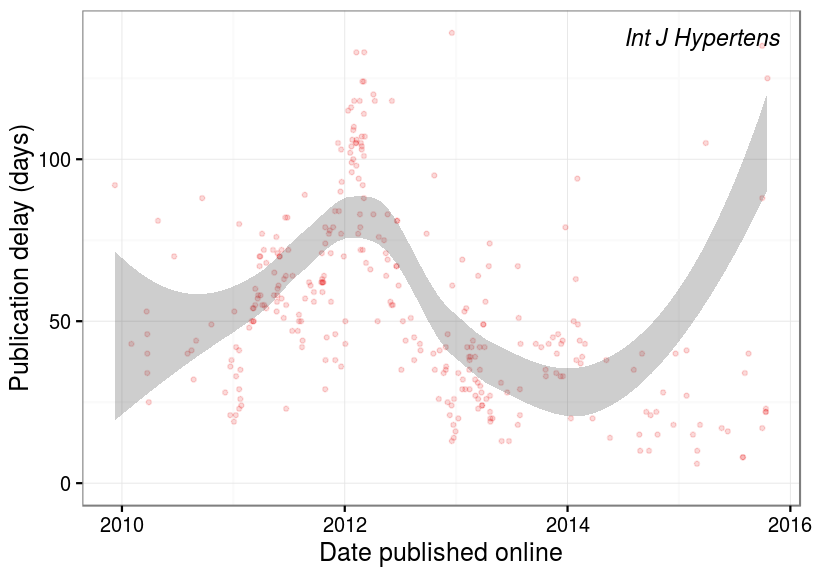 Int J Hypertens
Publication delay (days)
100
50
0
2010 2012 2014 2016
Date published online